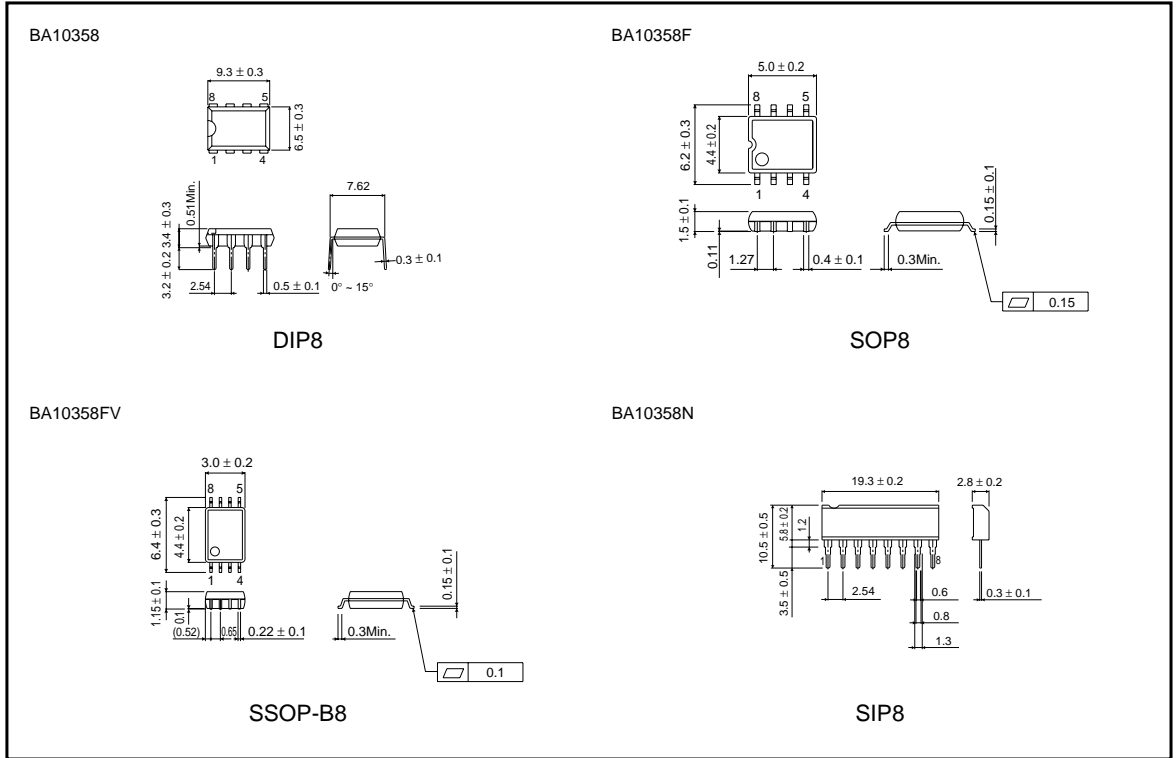 BA10358
9.3 ± 0.3
8 5
6.5 ± 0.3
1 4
0.51Min.
3.2 ± 0.2 3.4 ± 0.3
7.62
2.54
0.5 ± 0.1
0° ~ 15°
0.3 ± 0.1
DIP8
BA10358F
5.0 ± 0.2
8 5
6.2 ± 0.3
4.4 ± 0.2
1 4
1.5 ± 0.1
0.11
1.27
0.4 ± 0.1
0.3Min.
0.15 ± 0.1
0.15
SOP8
BA10358FV
3.0 ± 0.2
8 5
6.4 ± 0.3
4.4 ± 0.2
1 4
1.15 ± 0.1
0.1
(0.52)
0.65
0.22 ± 0.1
0.3Min.
0.15 ± 0.1
0.1
SSOP-B8
BA10358N
19.3 ± 0.2
2.8 ± 0.2
10.5 ± 0.5
5.8 ± 0.2
1.2
1 8
3.5 ± 0.5
2.54
0.6
0.3 ± 0.1
0.8
1.3
SIP8